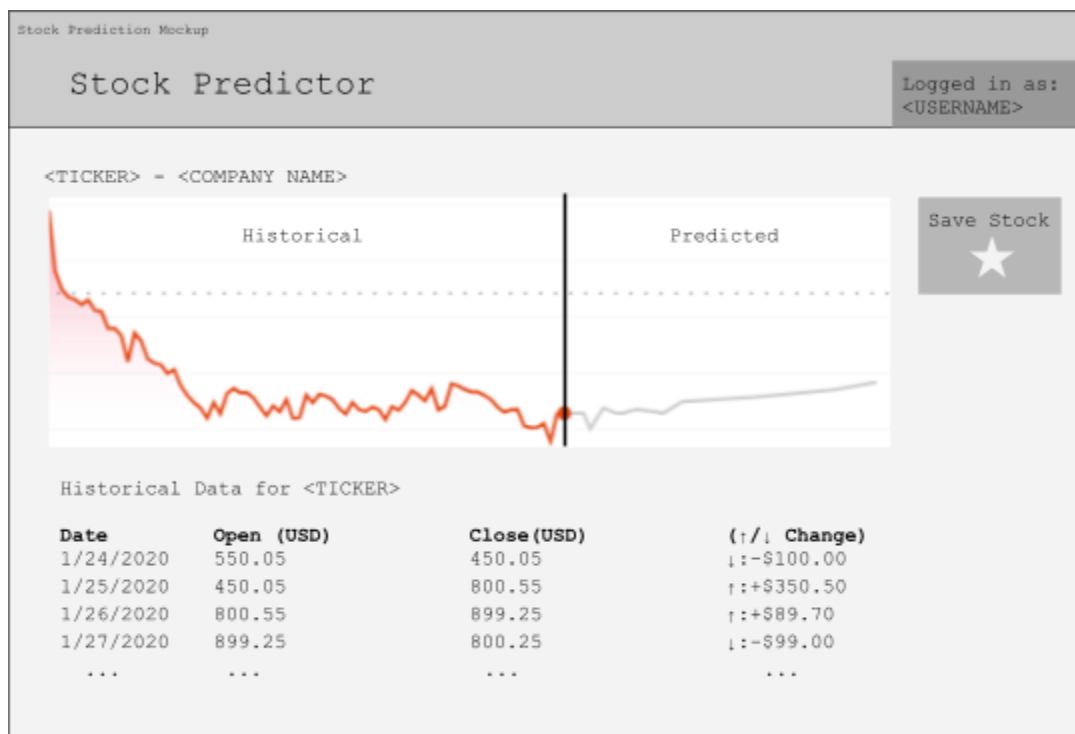 Stock Prediction Mockup
Stock Predictor
Logged in as:
<USERNAME>
<TICKER> - <COMPANY NAME>
Historical
Predicted
Save Stock
Historical Data for <TICKER>
Date Open (USD) Close(USD) (↑/↓ Change)
1/24/2020 550.05 450.05 ↓:-$100.00
1/25/2020 450.05 800.55 ↑:+$350.50
1/26/2020 800.55 899.25 ↑:+$89.70
1/27/2020 899.25 800.25 ↓:-$99.00
... ... ... ...